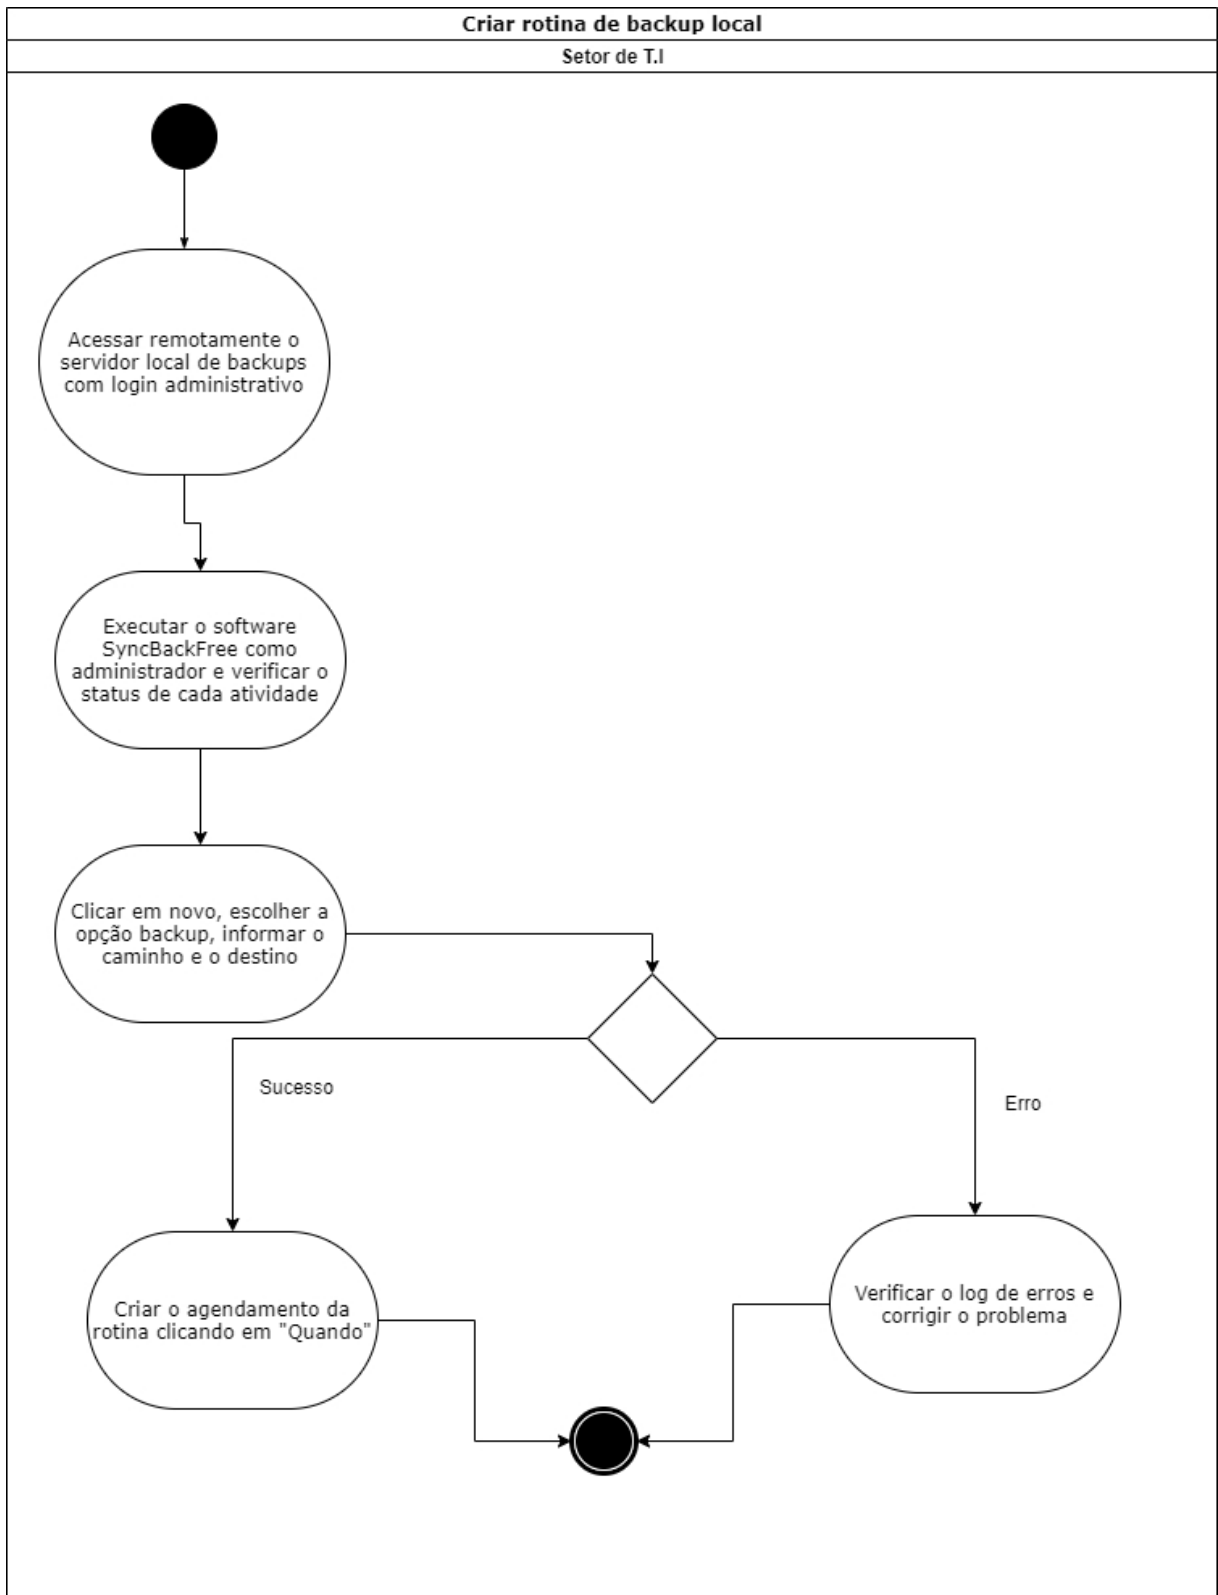 Criar rotina de backup local
Setor de T.I
Acessar remotamente o
servidor local de backups
com login administrativo
Executar o software
SyncBackFree como
administrador e verificar o
status de cada atividade
Clicar em novo, escolher a
opção backup, informar o
caminho e o destino
Sucesso
Erro
Criar o agendamento da
rotina clicando em "Quando"
Verificar o log de erros e
corrigir o problema